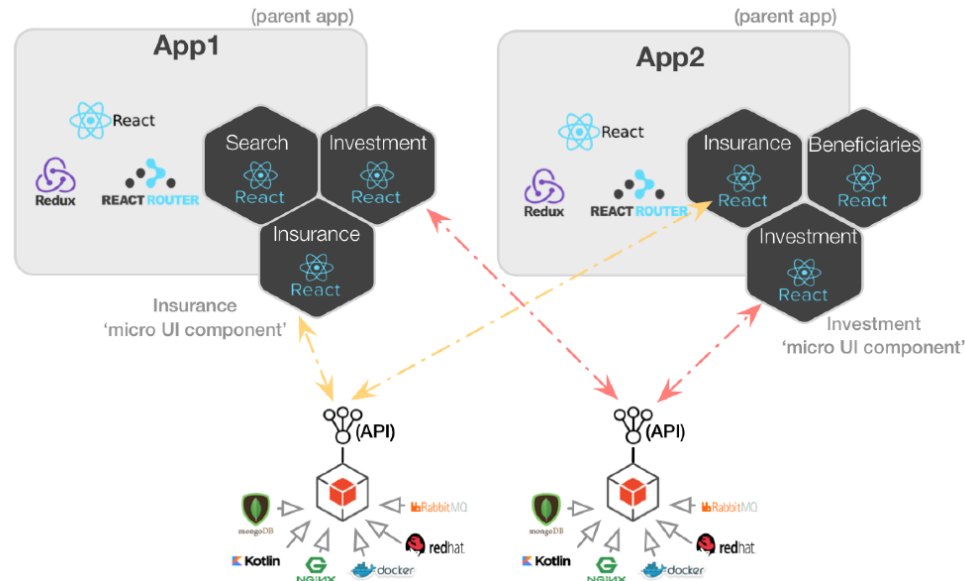 (parent app)
App1
React
Redux
REACT ROUTER
Search
React
Investment
React
Insurance
React
Insurance
'micro UI component'
(parent app)
App2
React
Redux
REACT ROUTER
Insurance
React
Beneficiaries
React
Investment
React
Investment
'micro UI component'
(API)
mongoDB
RabbitMQ
Kotlin
NGINX
docker
redhat.
(API)
mongoDB
RabbitMQ
Kotlin
NGINX
docker
redhat.